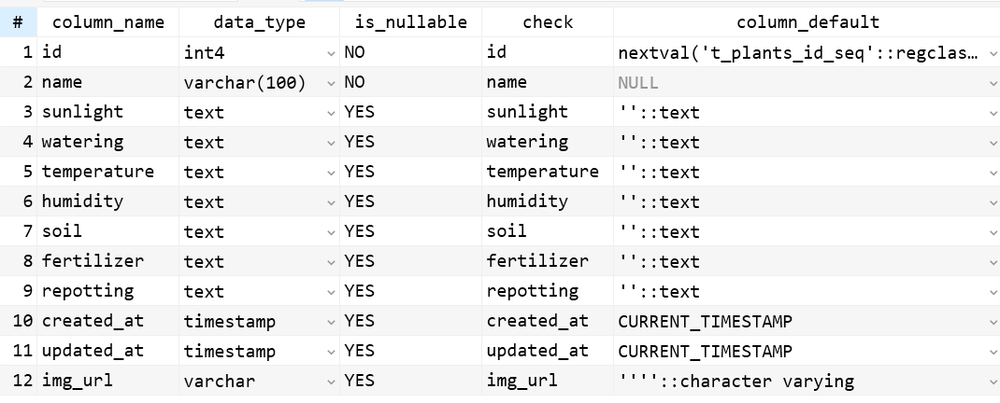 # column_name data_type is_nullable check column_default
1 id int4 NO id nextval('t_plants_id_seq'::regclas…
2 name varchar(100) NO name NULL
3 sunlight text YES sunlight ''::text
4 watering text YES watering ''::text
5 temperature text YES temperature ''::text
6 humidity text YES humidity ''::text
7 soil text YES soil ''::text
8 fertilizer text YES fertilizer ''::text
9 repotting text YES repotting ''::text
10 created_at timestamp YES created_at CURRENT_TIMESTAMP
11 updated_at timestamp YES updated_at CURRENT_TIMESTAMP
12 img_url varchar YES img_url ''''::character varying